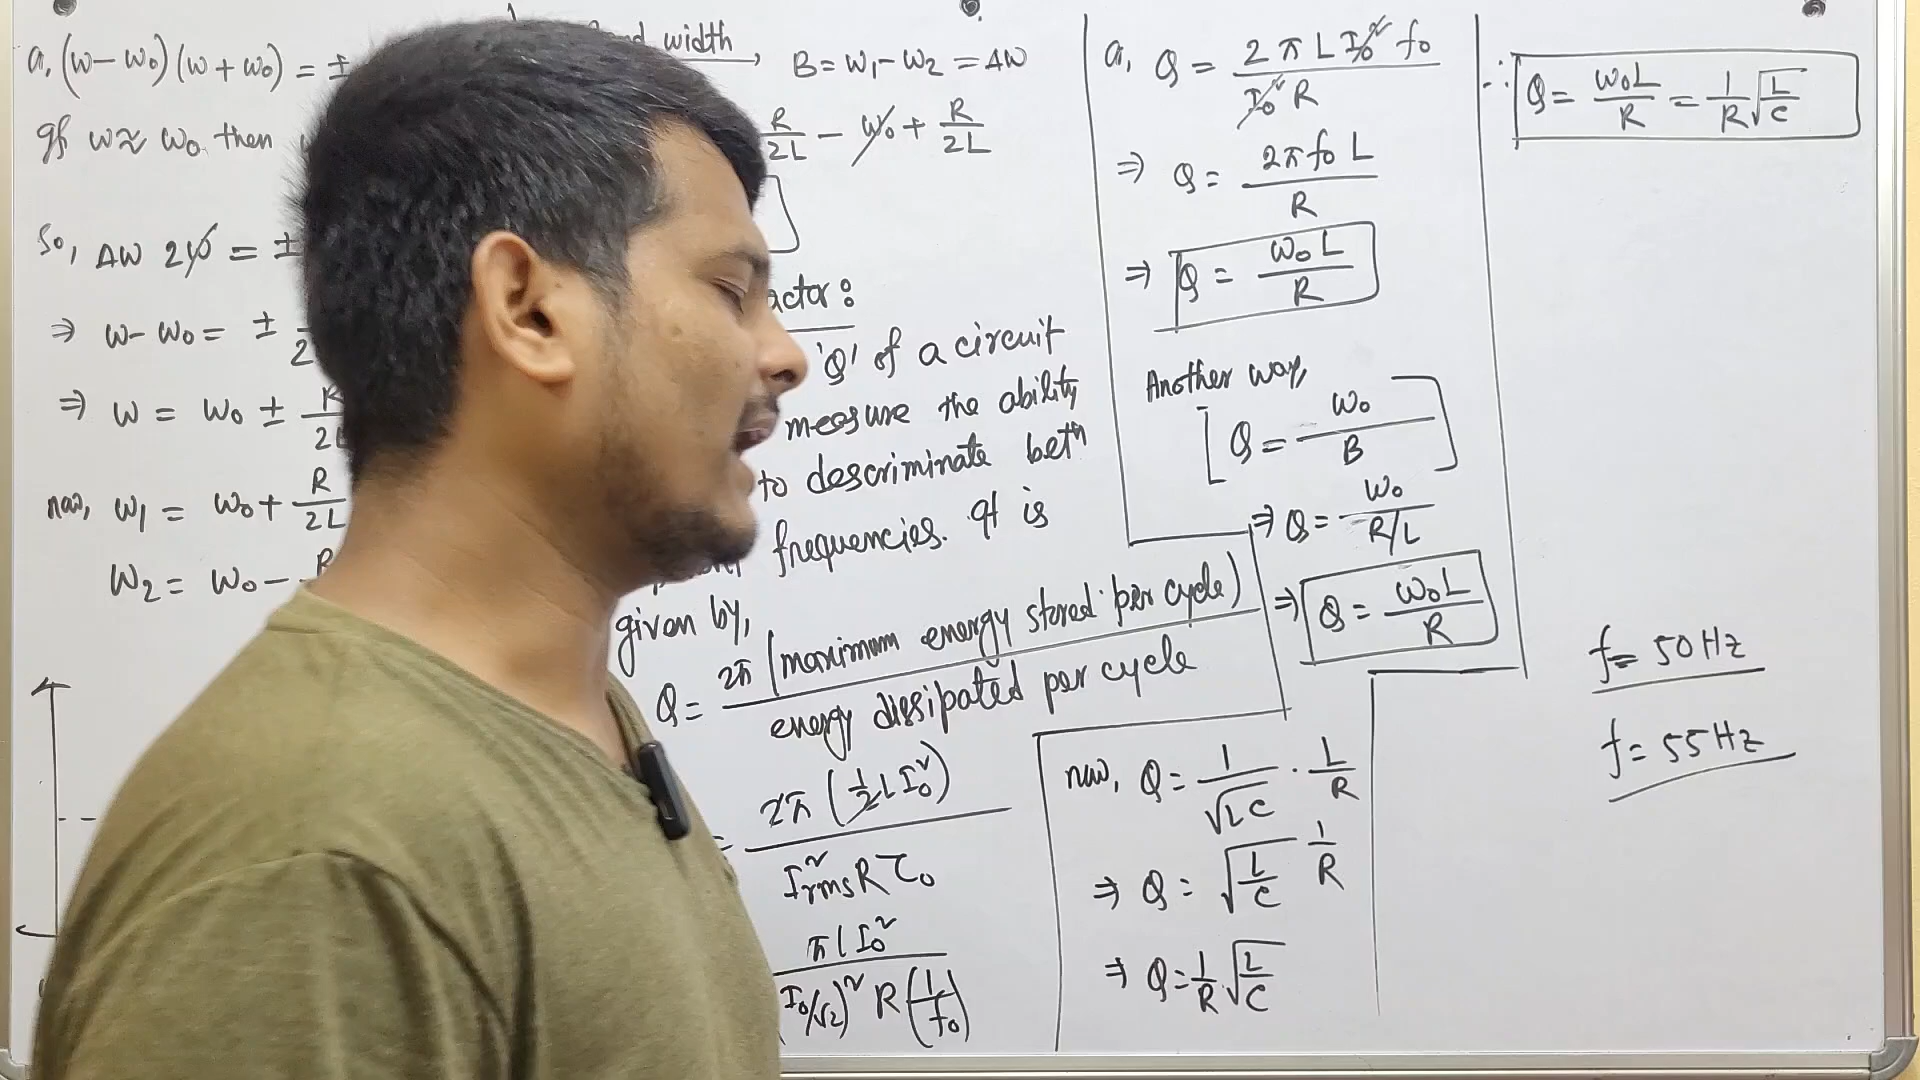 a, (w-w₀)(w+w₀) = ±
If w≈ w₀ then
So, ΔW 2w = ±
⇒ w-w₀ = ±
⇒ w = w₀ ± R/2L
now, w₁ = w₀ + R/2L
w₂ = w₀ -
width, B = w₁-w₂ = ΔW
R/2L - w₀ + R/2L
actor:
'Q' of a circuit
measure the ability
to descriminate betⁿ
frequencies. It is
given by,
Q = 2π (maximum energy stored per cycle) / energy dissipated per cycle
= 2π (½ L I₀²) / I²rms R T₀
π L I₀² / (I₀/√2)² R (1/f₀)
a, Q = 2π L I₀² f₀ / I₀² R
⇒ Q = 2π f₀ L / R
⇒ Q = w₀ L / R
Another way,
[Q = w₀ / B]
⇒ Q = w₀ / R/L
⇒ Q = w₀L / R
now, Q = 1/√LC · L/R
⇒ Q = √L/C 1/R
⇒ Q = 1/R √L/C
∴ Q = w₀L/R = 1/R √L/C
f = 50 Hz
f = 55 Hz